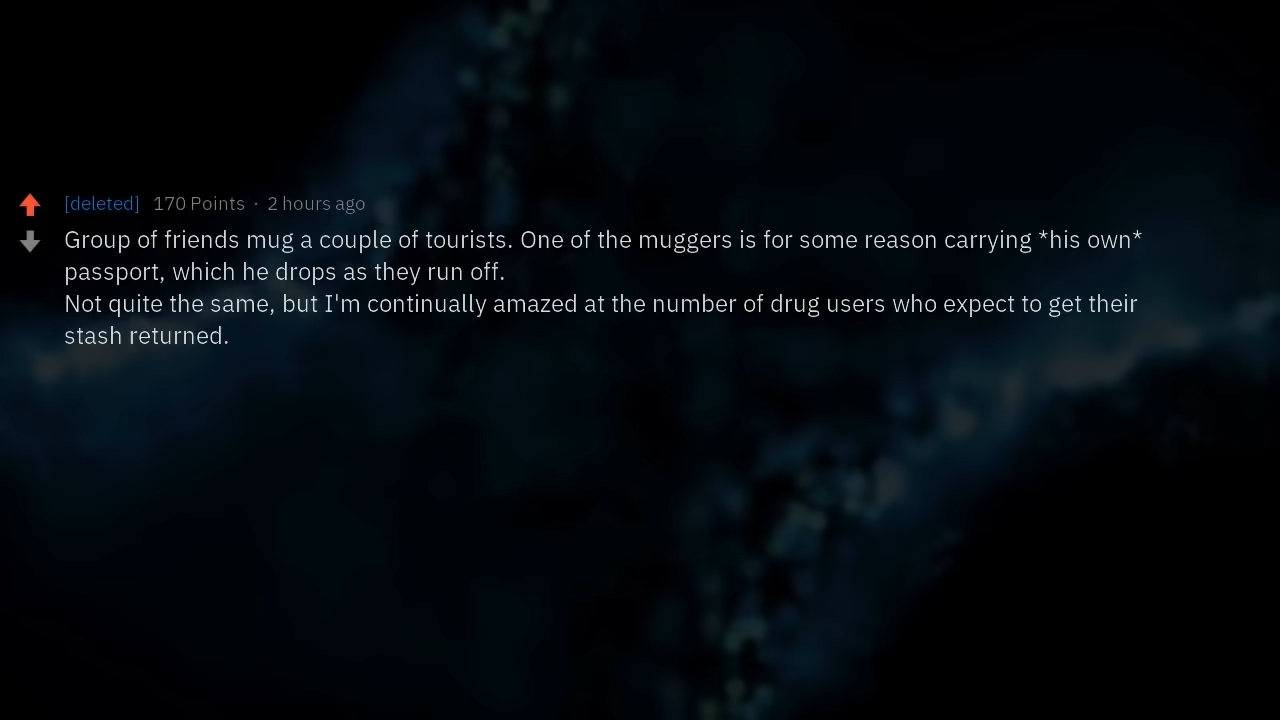 [deleted] 170 Points · 2 hours ago
Group of friends mug a couple of tourists. One of the muggers is for some reason carrying *his own*
passport, which he drops as they run off.
Not quite the same, but I'm continually amazed at the number of drug users who expect to get their
stash returned.